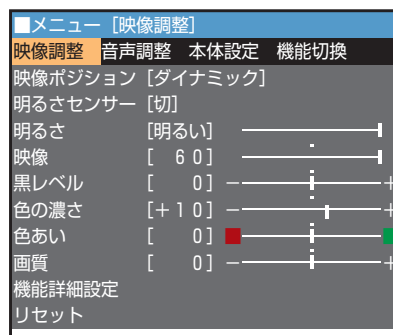 ■メニュー [映像調整]
映像調整 音声調整 本体設定 機能切換
映像ポジション [ダイナミック]
明るさセンサー [切]
明るさ [明るい]
映像 [ 60]
黒レベル [ 0] − +
色の濃さ [+10] − +
色あい [ 0]
画質 [ 0] − +
機能詳細設定
リセット